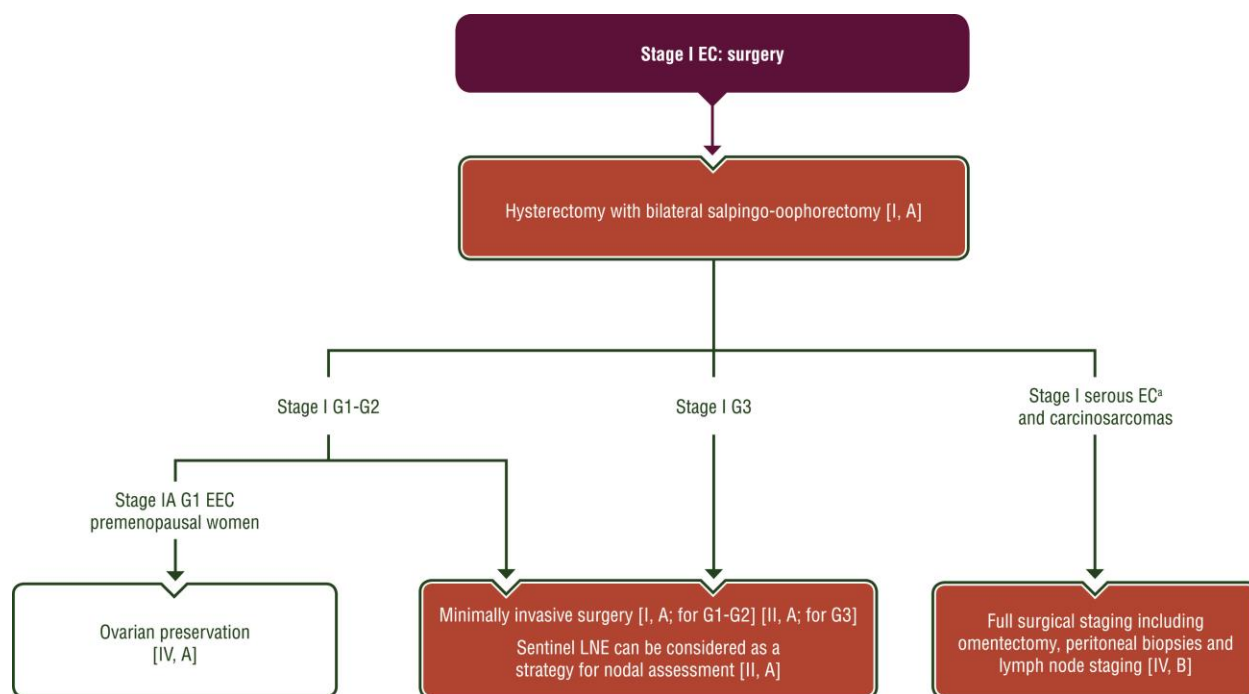 Stage I EC: surgery
Hysterectomy with bilateral salpingo-oophorectomy [I, A]
Stage I G1-G2
Stage I G3
Stage I serous ECᵃ
and carcinosarcomas
Stage IA G1 EEC
premenopausal women
Ovarian preservation
[IV, A]
Minimally invasive surgery [I, A; for G1-G2] [II, A; for G3]
Sentinel LNE can be considered as a
strategy for nodal assessment [II, A]
Full surgical staging including
omentectomy, peritoneal biopsies and
lymph node staging [IV, B]